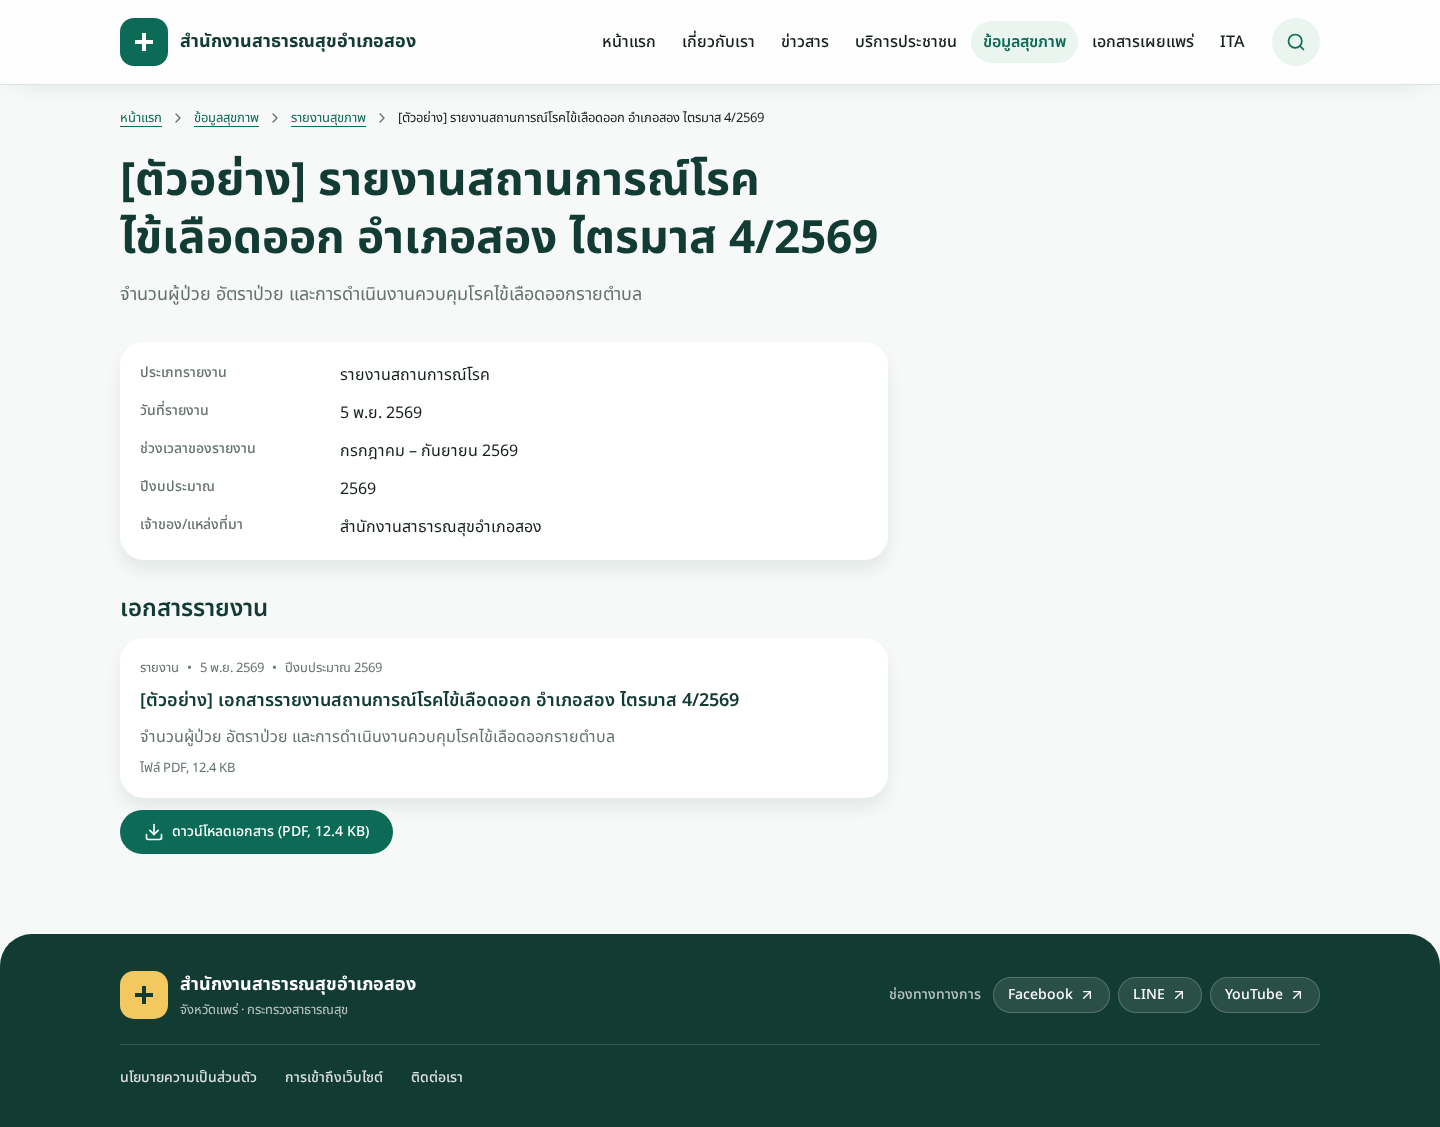 สำนักงานสาธารณสุขอำเภอสอง
หน้าแรก เกี่ยวกับเรา ข่าวสาร บริการประชาชน ข้อมูลสุขภาพ เอกสารเผยแพร่ ITA
หน้าแรก ข้อมูลสุขภาพ รายงานสุขภาพ [ตัวอย่าง] รายงานสถานการณ์โรคไข้เลือดออก อำเภอสอง ไตรมาส 4/2569
[ตัวอย่าง] รายงานสถานการณ์โรค
ไข้เลือดออก อำเภอสอง ไตรมาส 4/2569
จำนวนผู้ป่วย อัตราป่วย และการดำเนินงานควบคุมโรคไข้เลือดออกรายตำบล
ประเภทรายงาน รายงานสถานการณ์โรค
วันที่รายงาน 5 พ.ย. 2569
ช่วงเวลาของรายงาน กรกฎาคม – กันยายน 2569
ปีงบประมาณ 2569
เจ้าของ/แหล่งที่มา สำนักงานสาธารณสุขอำเภอสอง
เอกสารรายงาน
รายงาน • 5 พ.ย. 2569 • ปีงบประมาณ 2569
[ตัวอย่าง] เอกสารรายงานสถานการณ์โรคไข้เลือดออก อำเภอสอง ไตรมาส 4/2569
จำนวนผู้ป่วย อัตราป่วย และการดำเนินงานควบคุมโรคไข้เลือดออกรายตำบล
ไฟล์ PDF, 12.4 KB
ดาวน์โหลดเอกสาร (PDF, 12.4 KB)
สำนักงานสาธารณสุขอำเภอสอง
จังหวัดแพร่ · กระทรวงสาธารณสุข
ช่องทางทางการ Facebook LINE YouTube
นโยบายความเป็นส่วนตัว การเข้าถึงเว็บไซต์ ติดต่อเรา